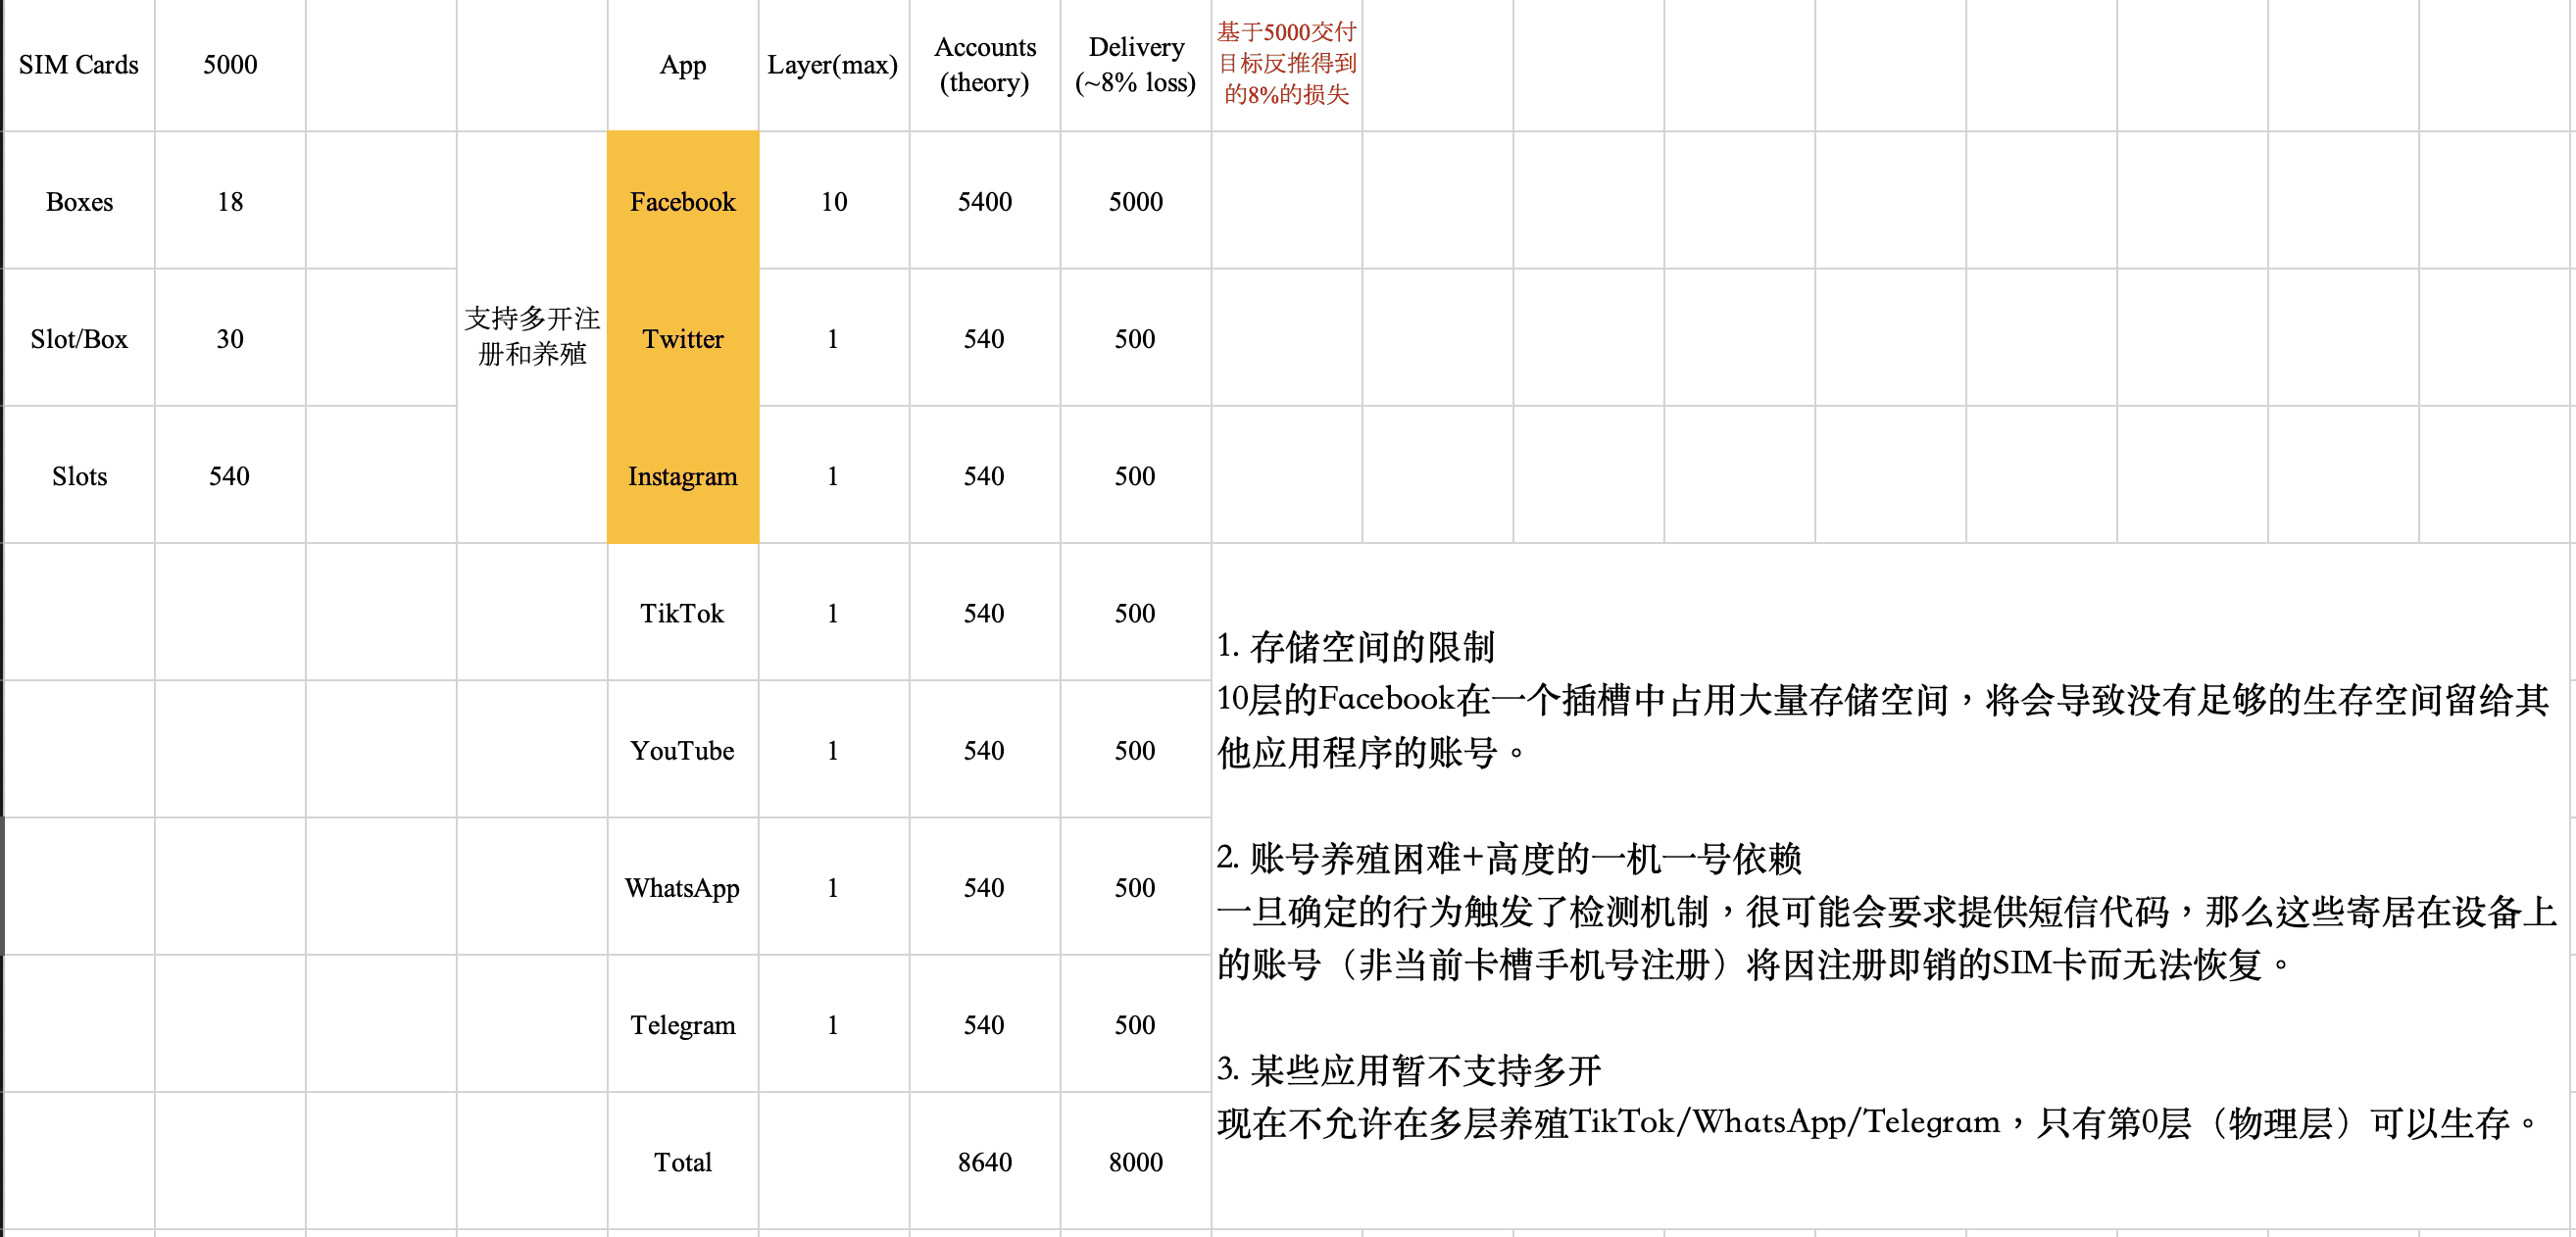 SIM Cards 5000 App Layer(max) Accounts (theory) Delivery (~8% loss) 基于5000交付目标反推得到的8%的损失
Boxes 18 Facebook 10 5400 5000
Slot/Box 30 支持多开注册和养殖 Twitter 1 540 500
Slots 540 Instagram 1 540 500
TikTok 1 540 500
YouTube 1 540 500
WhatsApp 1 540 500
Telegram 1 540 500
Total 8640 8000
1. 存储空间的限制
10层的Facebook在一个插槽中占用大量存储空间，将会导致没有足够的生存空间留给其
他应用程序的账号。
2. 账号养殖困难+高度的一机一号依赖
一旦确定的行为触发了检测机制，很可能会要求提供短信代码，那么这些寄居在设备上
的账号（非当前卡槽手机号注册）将因注册即销的SIM卡而无法恢复。
3. 某些应用暂不支持多开
现在不允许在多层养殖TikTok/WhatsApp/Telegram，只有第0层（物理层）可以生存。